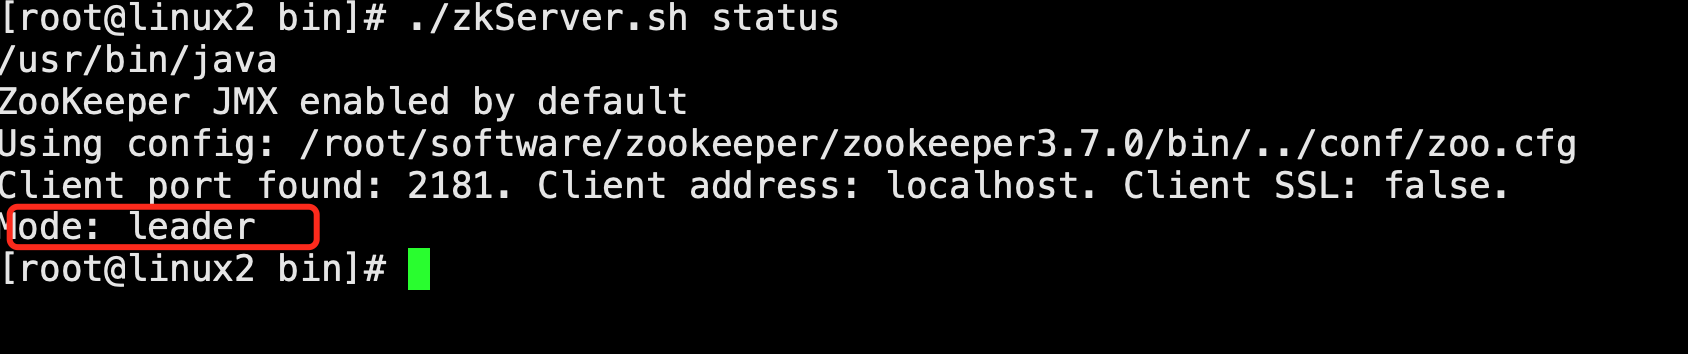 [root@linux2 bin]# ./zkServer.sh status
/usr/bin/java
ZooKeeper JMX enabled by default
Using config: /root/software/zookeeper/zookeeper3.7.0/bin/../conf/zoo.cfg
Client port found: 2181. Client address: localhost. Client SSL: false.
Mode: leader
[root@linux2 bin]#